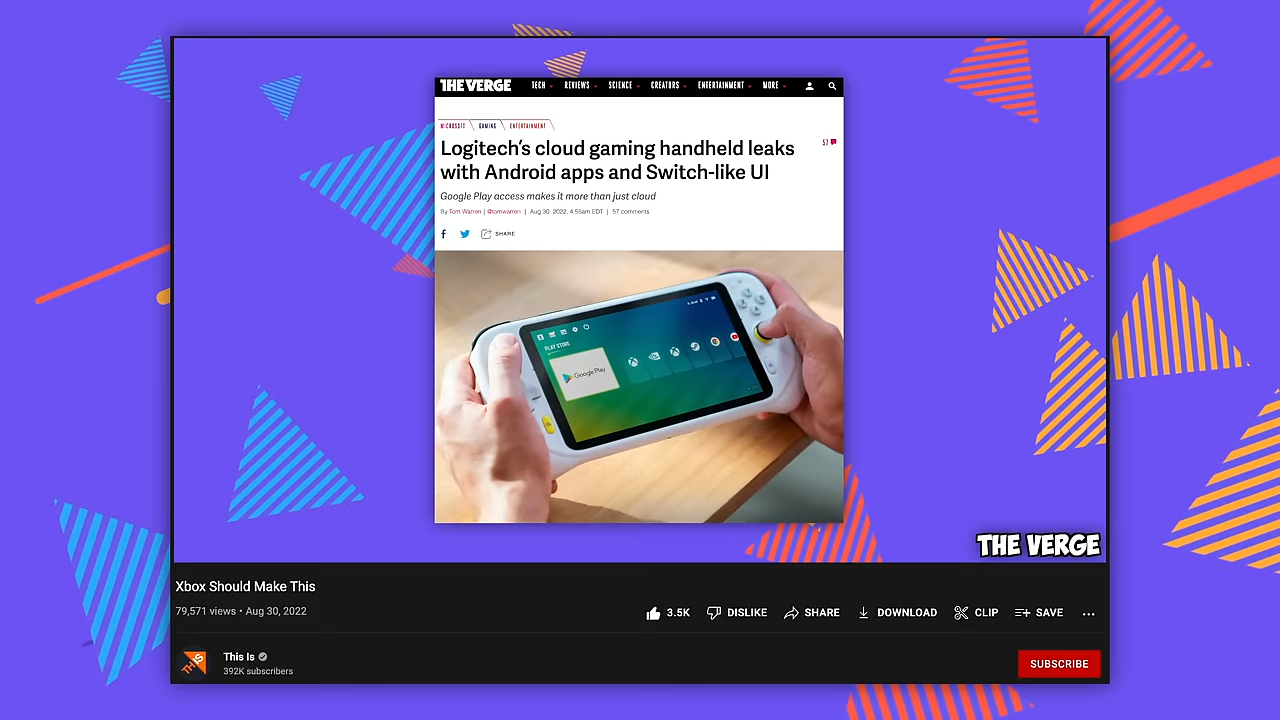 THE VERGE
TECH REVIEWS SCIENCE CREATORS ENTERTAINMENT MORE
MICROSOFT GAMING ENTERTAINMENT
Logitech's cloud gaming handheld leaks
with Android apps and Switch-like UI
57
Google Play access makes it more than just cloud
By Tom Warren | @tomwarren | Aug 30, 2022, 4:55am EDT | 57 comments
SHARE
PLAY STORE
Google Play
THE VERGE
Xbox Should Make This
79,571 views • Aug 30, 2022
3.5K DISLIKE SHARE DOWNLOAD CLIP SAVE ...
THIS
This Is
392K subscribers
SUBSCRIBE